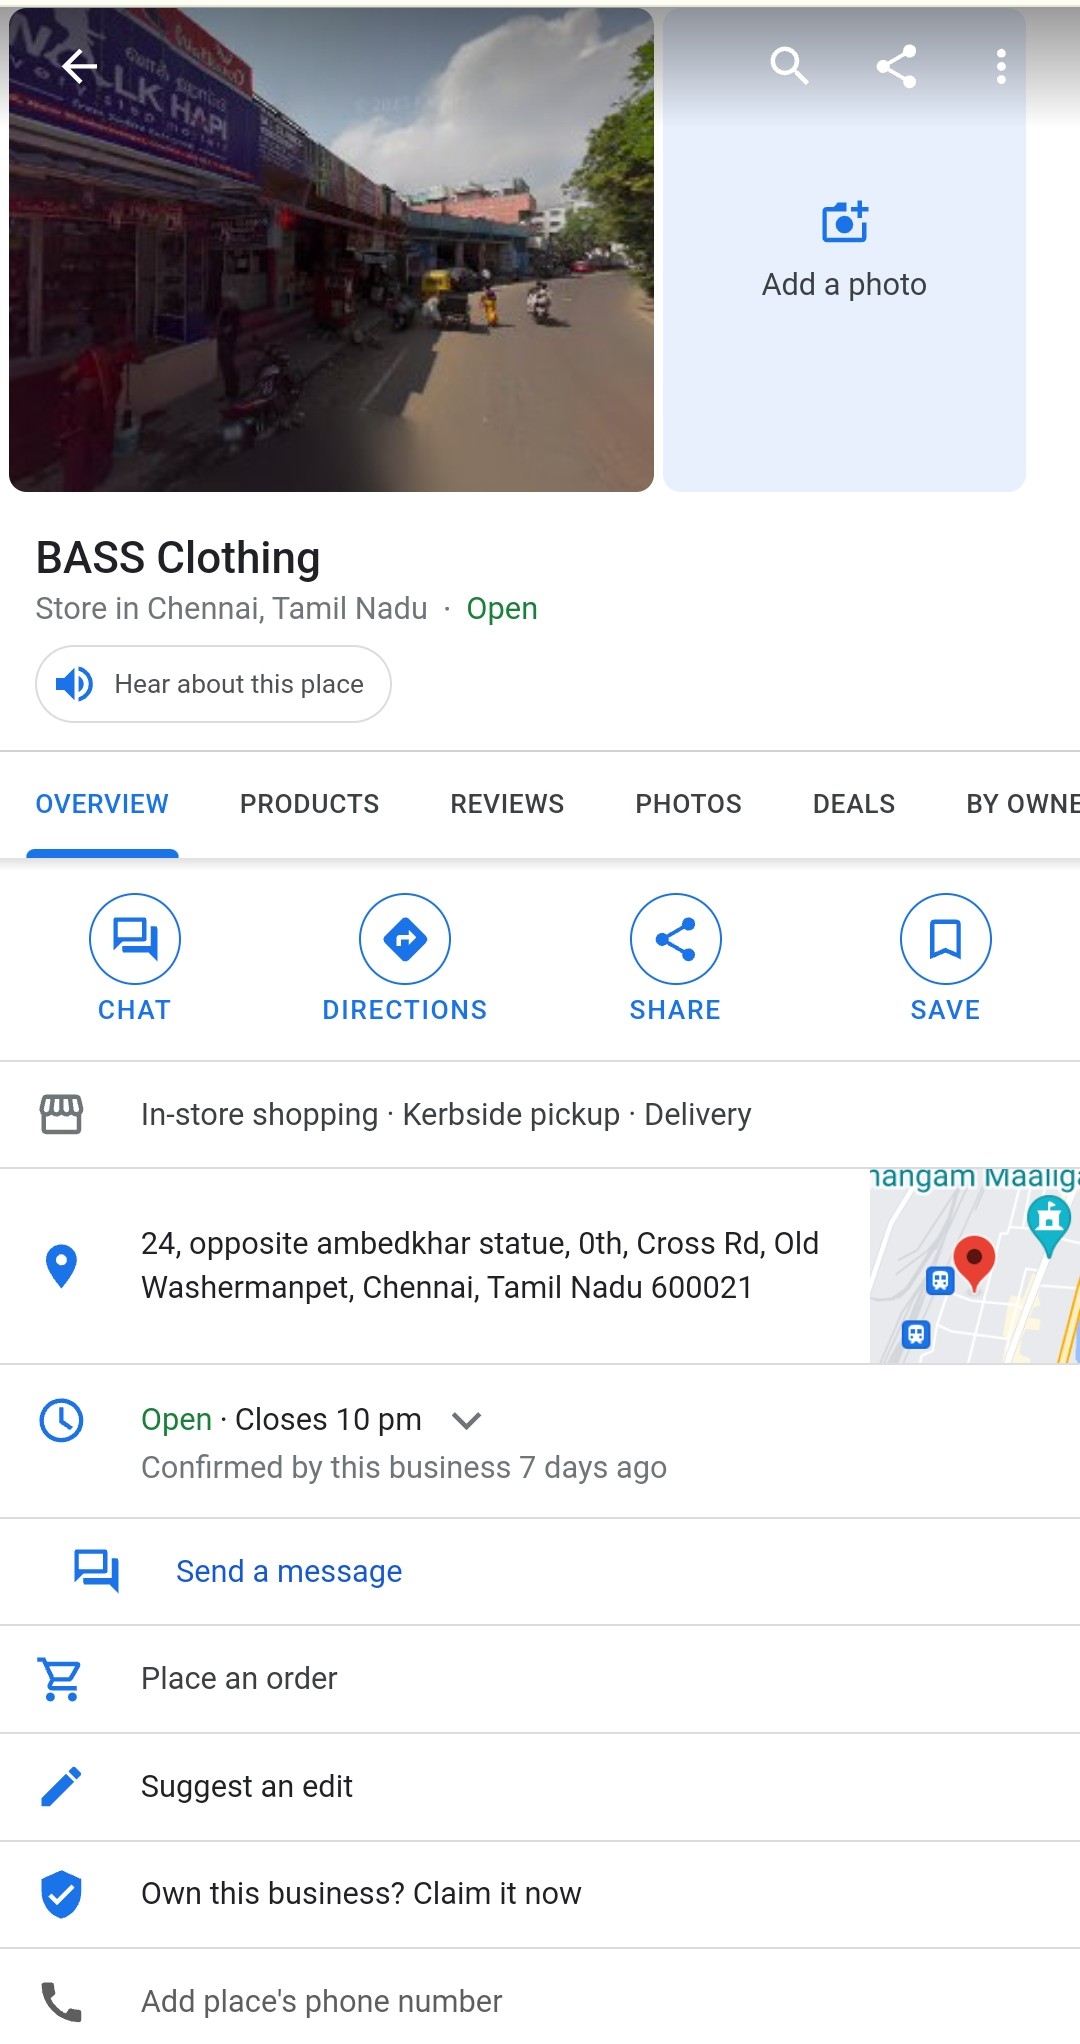 LK HAPI
Add a photo
BASS Clothing
Store in Chennai, Tamil Nadu · Open
Hear about this place
OVERVIEW PRODUCTS REVIEWS PHOTOS DEALS BY OWNE
CHAT DIRECTIONS SHARE SAVE
In-store shopping · Kerbside pickup · Delivery
hangam Maalig
24, opposite ambedkhar statue, 0th, Cross Rd, Old
Washermanpet, Chennai, Tamil Nadu 600021
Open · Closes 10 pm
Confirmed by this business 7 days ago
Send a message
Place an order
Suggest an edit
Own this business? Claim it now
Add place's phone number